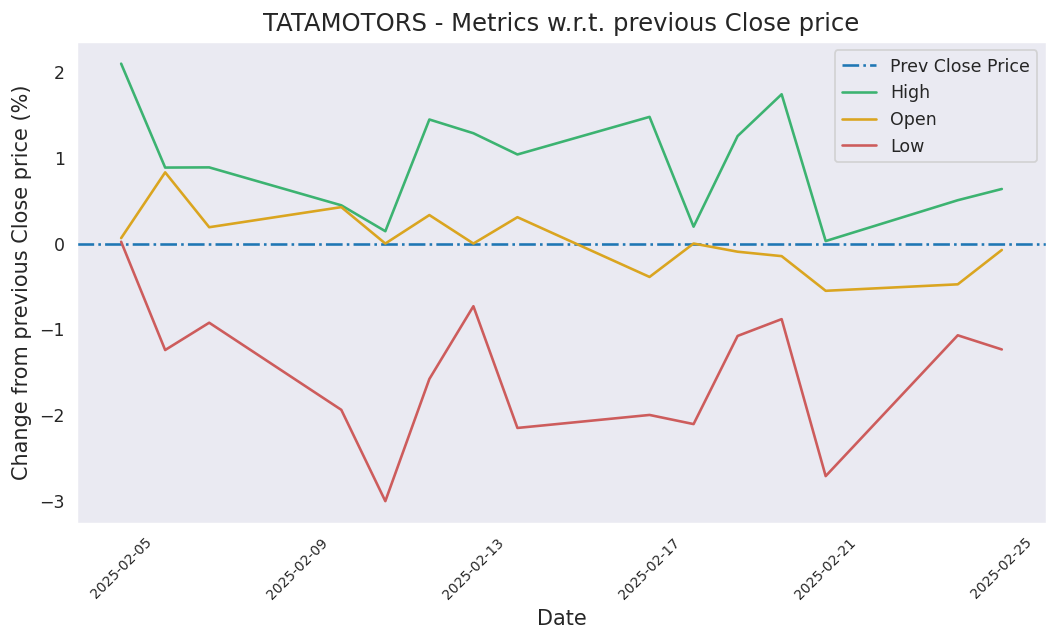 TATAMOTORS - Metrics w.r.t. previous Close price
Change from previous Close price (%)
2
1
0
−1
−2
−3
Prev Close Price
High
Open
Low
2025-02-05
2025-02-09
2025-02-13
2025-02-17
2025-02-21
2025-02-25
Date